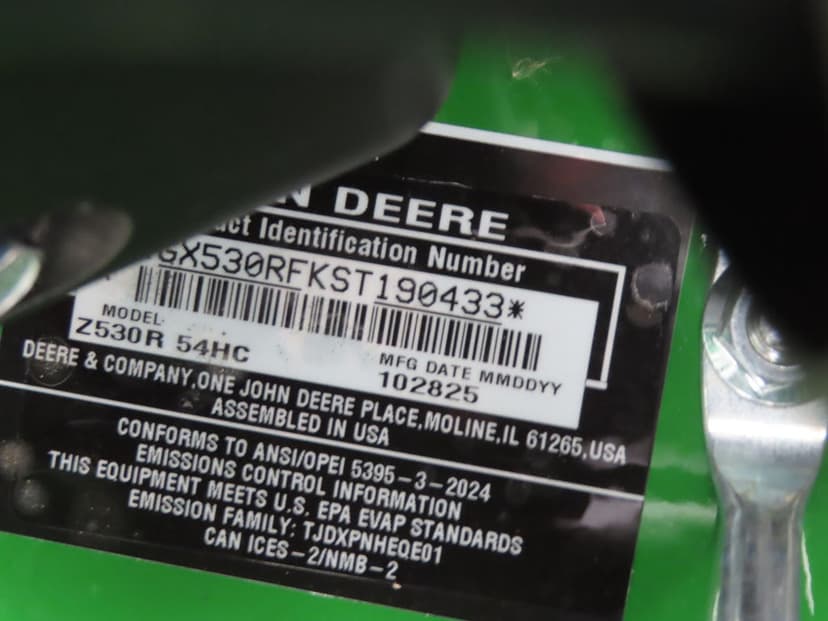 DEERE
Identification Number
GX530RFKST190433*
MODEL
Z530R 54HC
MFG DATE MMDDYY
102825
DEERE & COMPANY,ONE JOHN DEERE PLACE,MOLINE,IL 61265,USA
ASSEMBLED IN USA
CONFORMS TO ANSI/OPEI 5395-3-2024
EMISSIONS CONTROL INFORMATION
THIS EQUIPMENT MEETS U.S. EPA EVAP STANDARDS
EMISSION FAMILY: TJDXPNHEQE01
CAN ICES-2/NMB-2